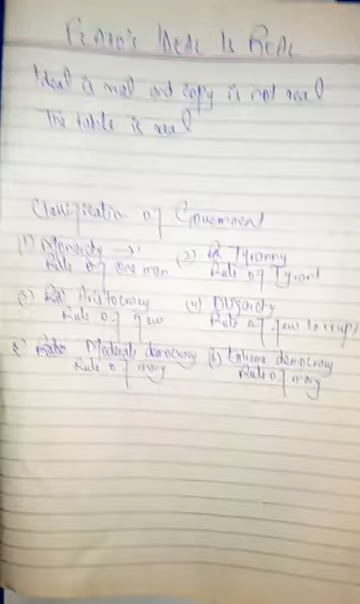 Plato's Ideal Is Real
Ideal is real and copy is not real
The table is real
Classification of Government
(1) Monarchy → (2) Tyranny
Rule of one man Rule of Tyrant
(3) Aristocracy (4) Oligarchy
Rule of few Rule of few
5) Moderate democracy (6) Extreme democracy
Rule of many Rule of many